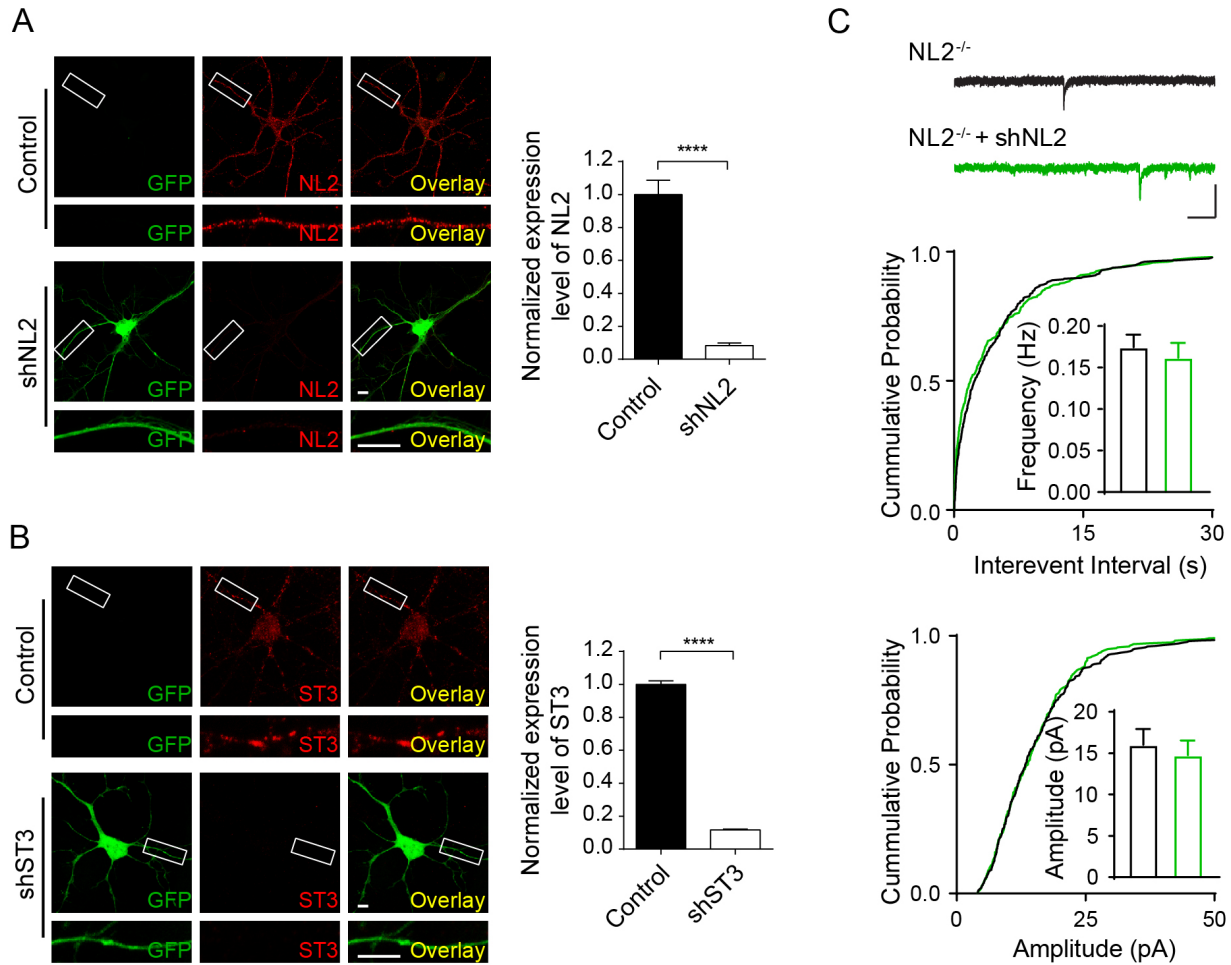 A
Control
GFP
NL2
Overlay
GFP
NL2
Overlay
shNL2
GFP
NL2
Overlay
GFP
NL2
Overlay
Normalized expression
level of NL2
1.2
1.0
0.8
0.6
0.4
0.2
0.0
****
Control
shNL2
B
Control
GFP
ST3
Overlay
GFP
ST3
Overlay
shST3
GFP
ST3
Overlay
GFP
ST3
Overlay
Normalized expression
level of ST3
1.2
1.0
0.8
0.6
0.4
0.2
0.0
****
Control
shST3
C
NL2-/-
NL2-/- + shNL2
Cummulative Probability
1.0
0.5
0.0
0
15
30
Interevent Interval (s)
Frequency (Hz)
0.20
0.15
0.10
0.05
0.00
Cummulative Probability
1.0
0.5
0.0
0
25
50
Amplitude (pA)
Amplitude (pA)
20
15
10
5
0